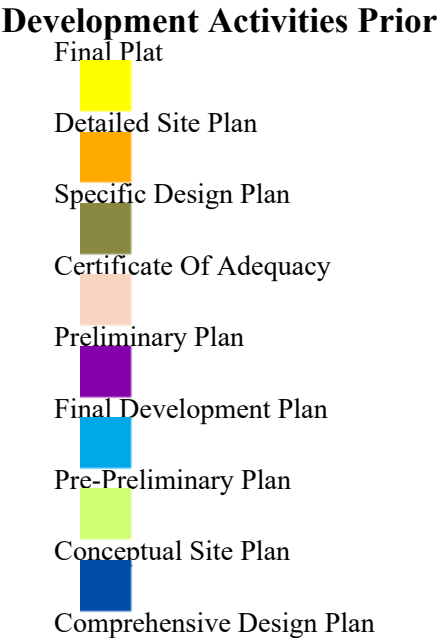 Development Activities Prior
Final Plat
Detailed Site Plan
Specific Design Plan
Certificate Of Adequacy
Preliminary Plan
Final Development Plan
Pre-Preliminary Plan
Conceptual Site Plan
Comprehensive Design Plan